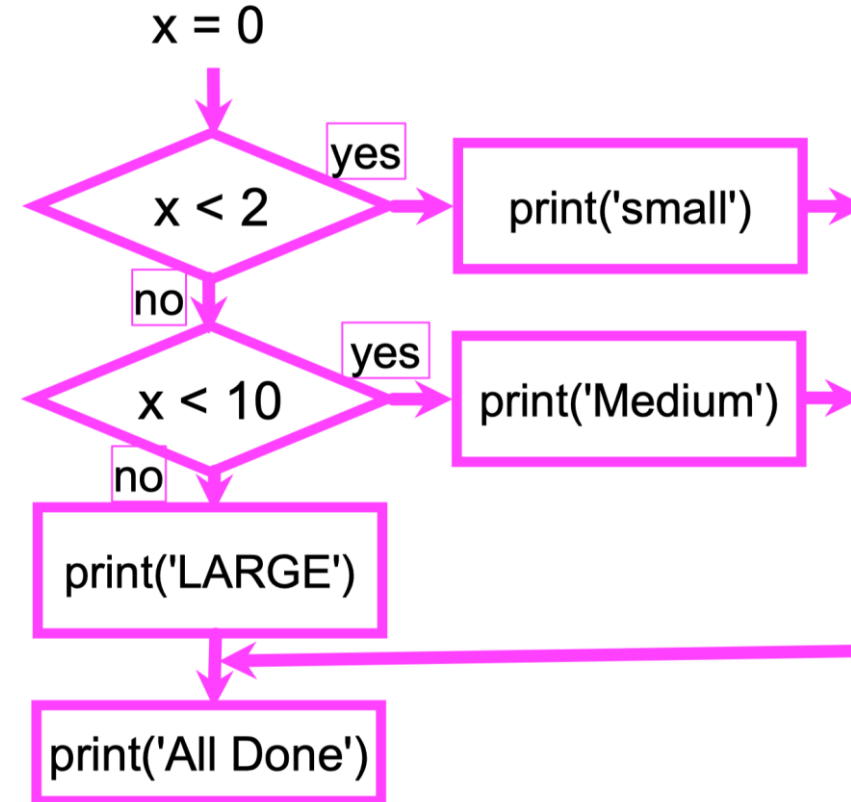 x = 0
yes
x < 2
print('small')
no
yes
x < 10
print('Medium')
no
print('LARGE')
print('All Done')